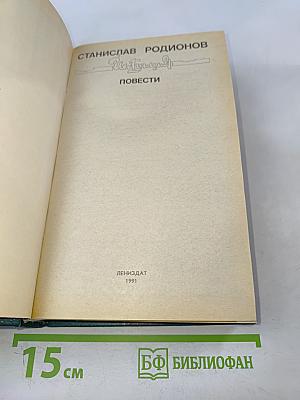 СТАНИСЛАВ РОДИОНОВ
ПОВЕСТИ
ЛЕНИЗДАТ
1991
15 см
БФ БИБЛИОФАН